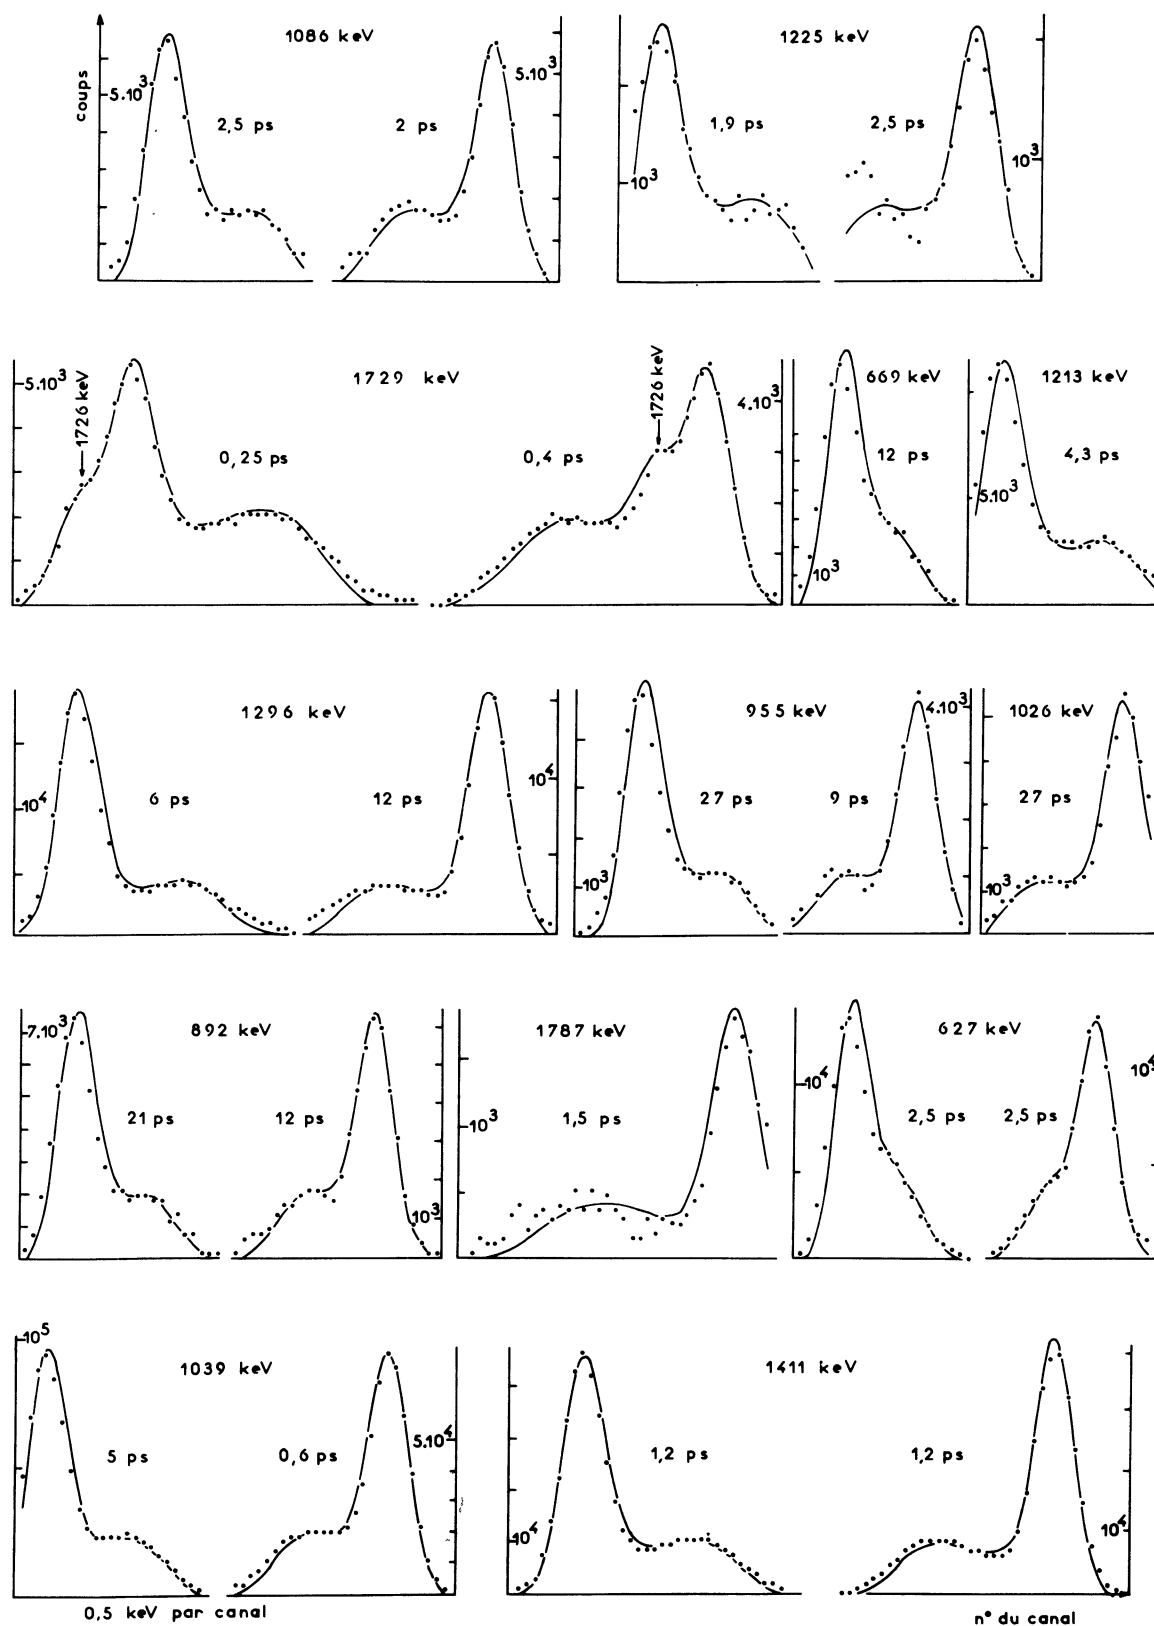 coups
1086 keV
5.10³
2,5 ps
2 ps
5.10³
1225 keV
10³
1,9 ps
2,5 ps
10³
5.10³
1726 keV
1729 keV
0,25 ps
0,4 ps
1726 keV
4.10³
669 keV
12 ps
10³
1213 keV
4,3 ps
5.10³
1296 keV
10⁴
6 ps
12 ps
10⁴
955 keV
10³
27 ps
9 ps
4.10³
1026 keV
27 ps
10³
7.10³
892 keV
21 ps
12 ps
10³
1787 keV
10³
1,5 ps
627 keV
10⁴
2,5 ps
2,5 ps
10⁴
10⁵
1039 keV
5 ps
0,6 ps
5.10⁴
1411 keV
10⁴
1,2 ps
1,2 ps
10⁴
0,5 keV par canal
n° du canal